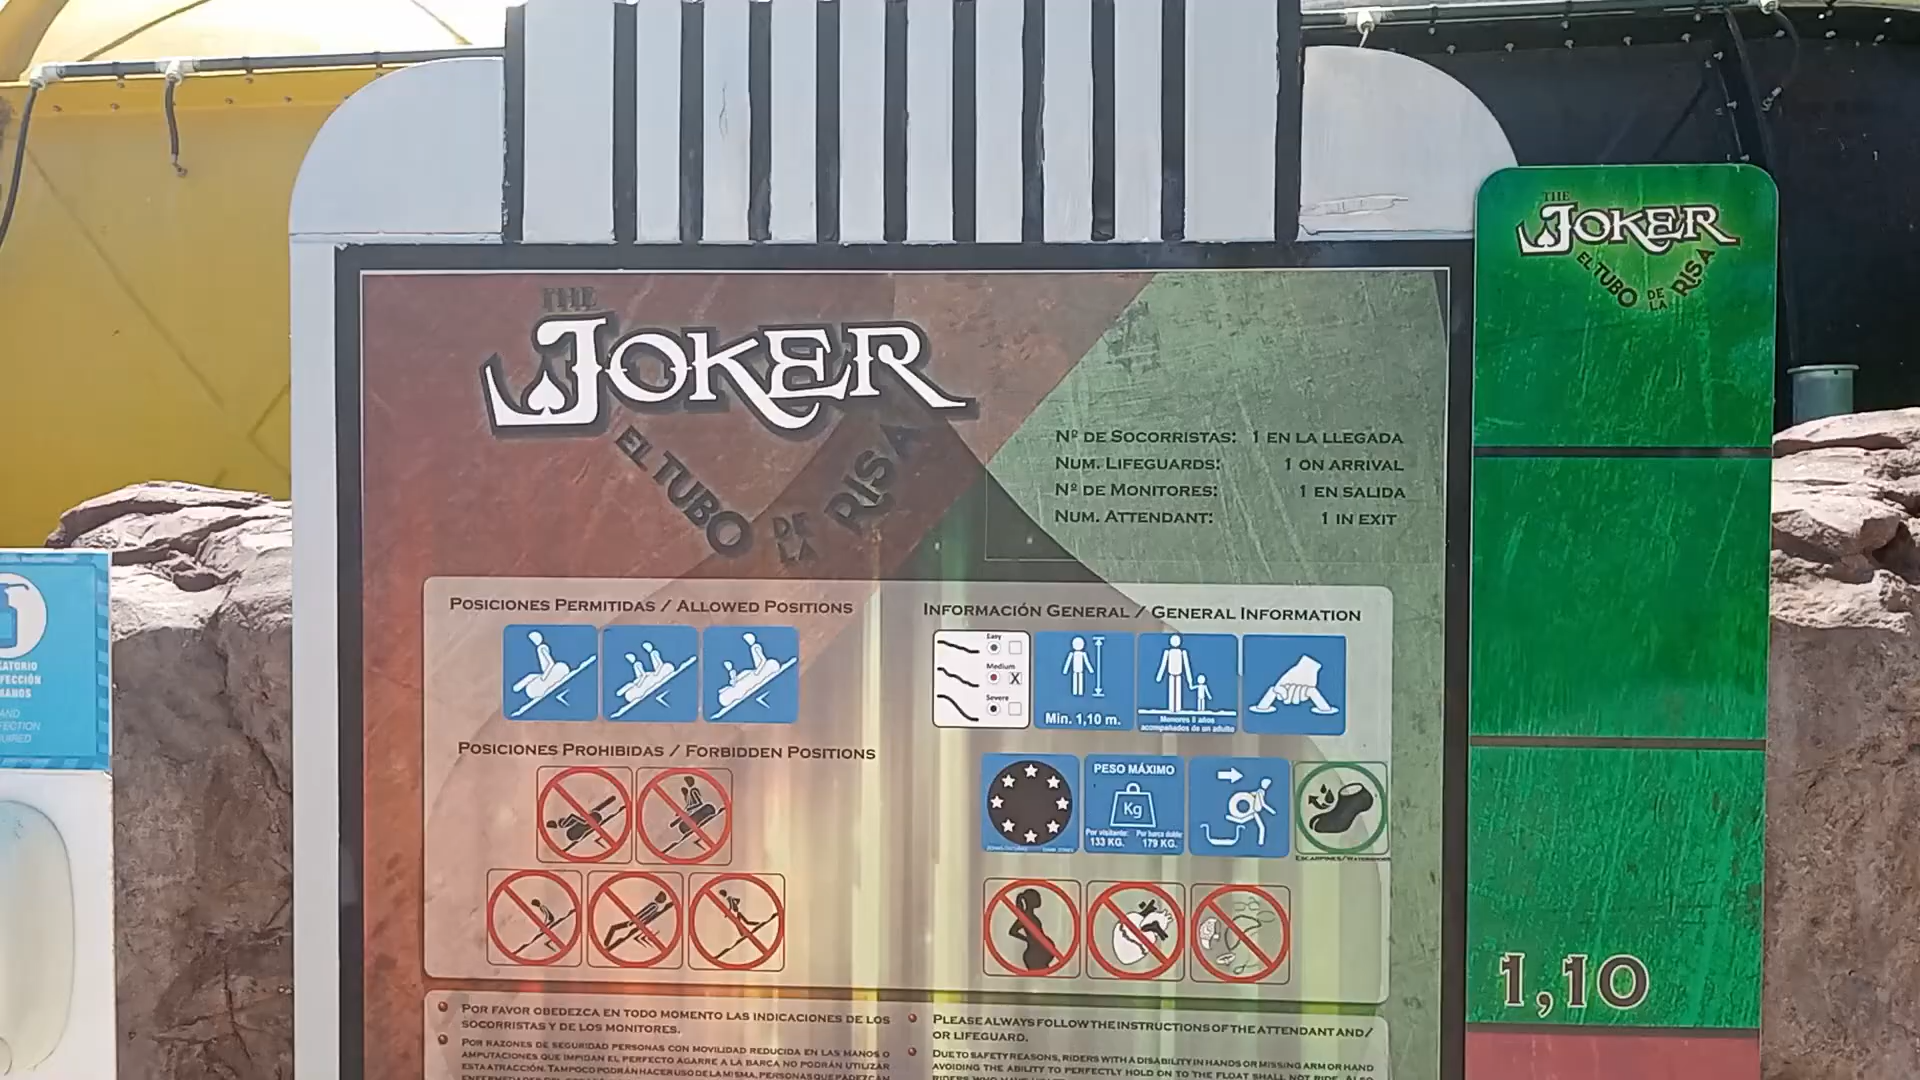 THE
JOKER
EL TUBO DE LA RISA
Nº DE SOCORRISTAS: 1 EN LA LLEGADA
NUM. LIFEGUARDS: 1 ON ARRIVAL
Nº DE MONITORES: 1 EN SALIDA
NUM. ATTENDANT: 1 IN EXIT
POSICIONES PERMITIDAS / ALLOWED POSITIONS
POSICIONES PROHIBIDAS / FORBIDDEN POSITIONS
INFORMACIÓN GENERAL / GENERAL INFORMATION
Easy
Medium
X
Severe
Min. 1,10 m.
Menores 8 años
acompañados de un adulto
PESO MÁXIMO
Kg
Por visitante: Por barca doble:
133 KG. 179 KG.
ESCARPINES/WATERSHOES
POR FAVOR OBEDEZCA EN TODO MOMENTO LAS INDICACIONES DE LOS
SOCORRISTAS Y DE LOS MONITORES.
POR RAZONES DE SEGURIDAD PERSONAS CON MOVILIDAD REDUCIDA EN LAS MANOS O
AMPUTACIONES QUE IMPIDAN EL PERFECTO AGARRE A LA BARCA NO PODRÁN UTILIZAR
ESTA ATRACCIÓN. TAMPOCO PODRÁN HACER USO DE LA MISMA, PERSONAS QUE PADEZCAN
PLEASE ALWAYS FOLLOW THE INSTRUCTIONS OF THE ATTENDANT AND/
OR LIFEGUARD.
DUE TO SAFETY REASONS, RIDERS WITH A DISABILITY IN HANDS OR MISSING ARM OR HAND
AVOIDING THE ABILITY TO PERFECTLY HOLD ON TO THE FLOAT SHALL NOT RIDE. ALSO
THE
JOKER
EL TUBO DE LA RISA
1,10